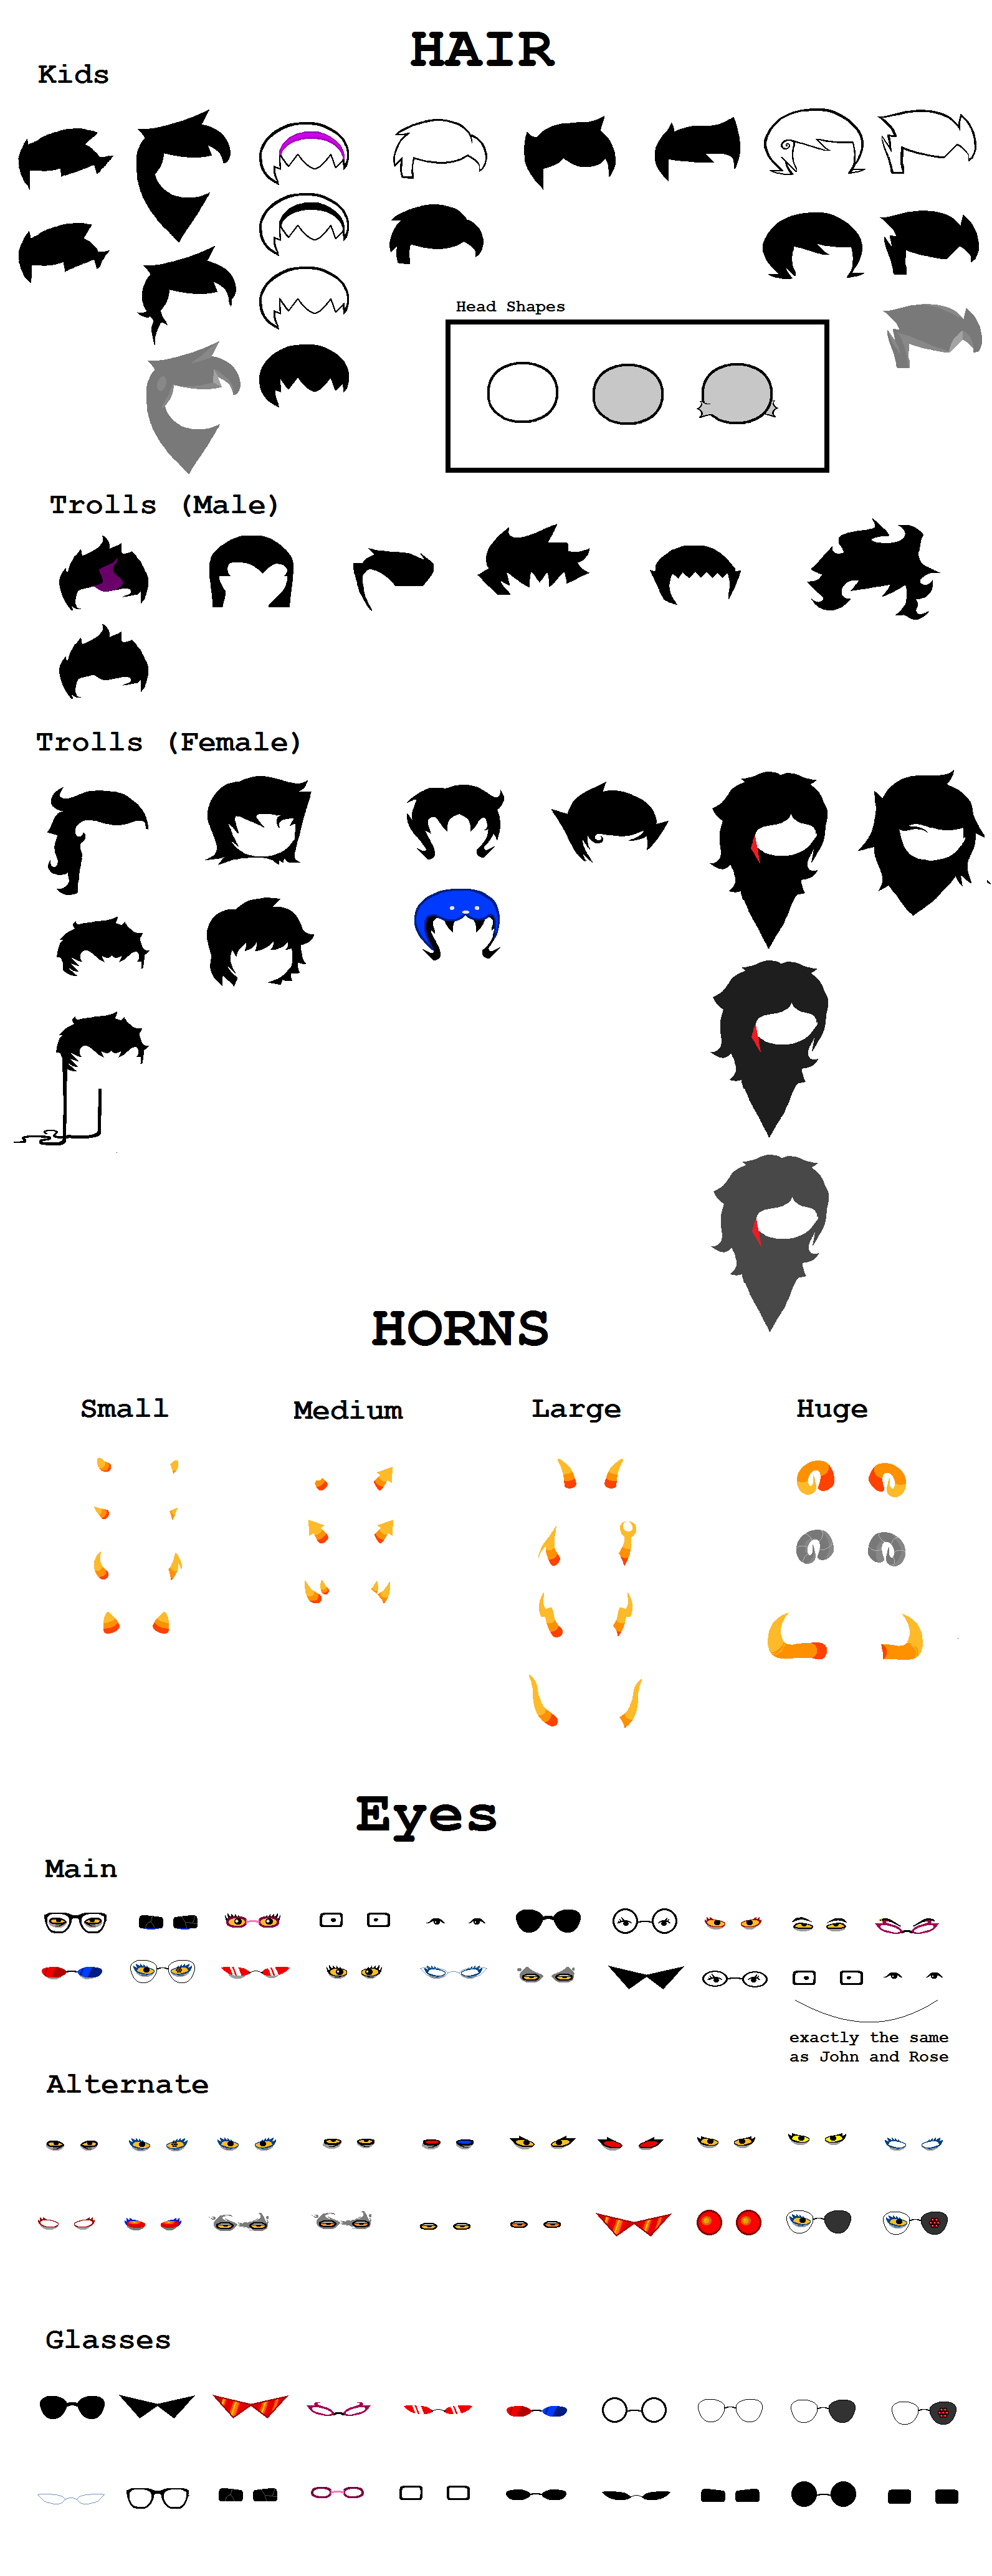 HAIR
Kids
Head Shapes
Trolls (Male)
Trolls (Female)
HORNS
Small
Medium
Large
Huge
Eyes
Main
exactly the same
as John and Rose
Alternate
Glasses